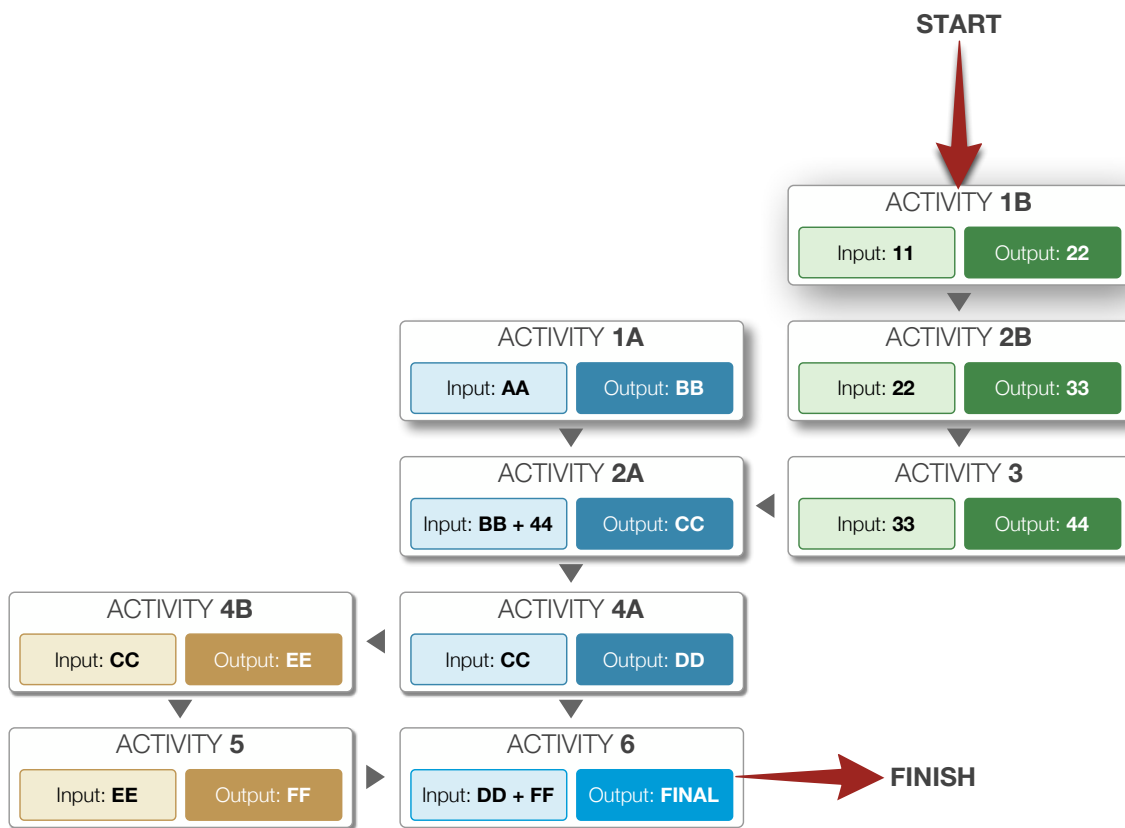 START
ACTIVITY 1B
Input: 11
Output: 22
ACTIVITY 1A
Input: AA
Output: BB
ACTIVITY 2B
Input: 22
Output: 33
ACTIVITY 2A
Input: BB + 44
Output: CC
ACTIVITY 3
Input: 33
Output: 44
ACTIVITY 4B
Input: CC
Output: EE
ACTIVITY 4A
Input: CC
Output: DD
ACTIVITY 5
Input: EE
Output: FF
ACTIVITY 6
Input: DD + FF
Output: FINAL
FINISH